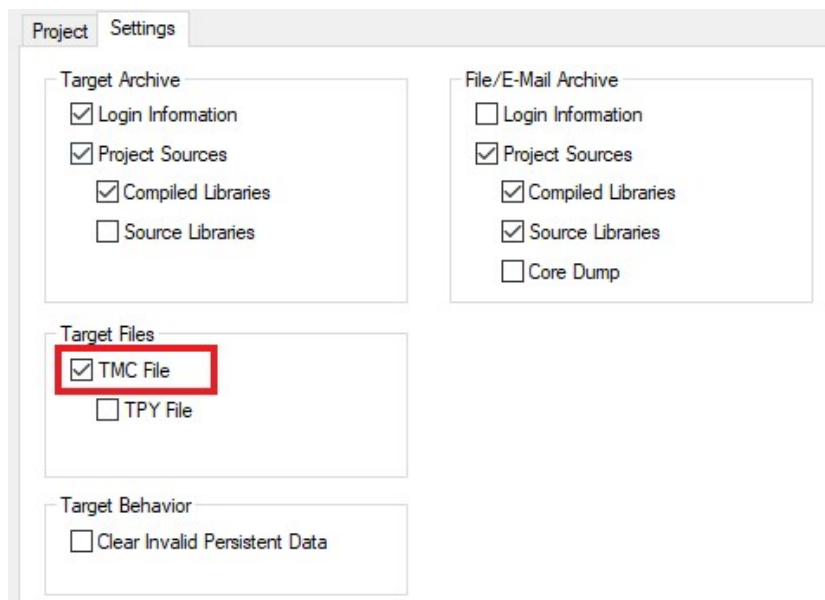 Project
Settings
Target Archive
Login Information
Project Sources
Compiled Libraries
Source Libraries
File/E-Mail Archive
Login Information
Project Sources
Compiled Libraries
Source Libraries
Core Dump
Target Files
TMC File
TPY File
Target Behavior
Clear Invalid Persistent Data